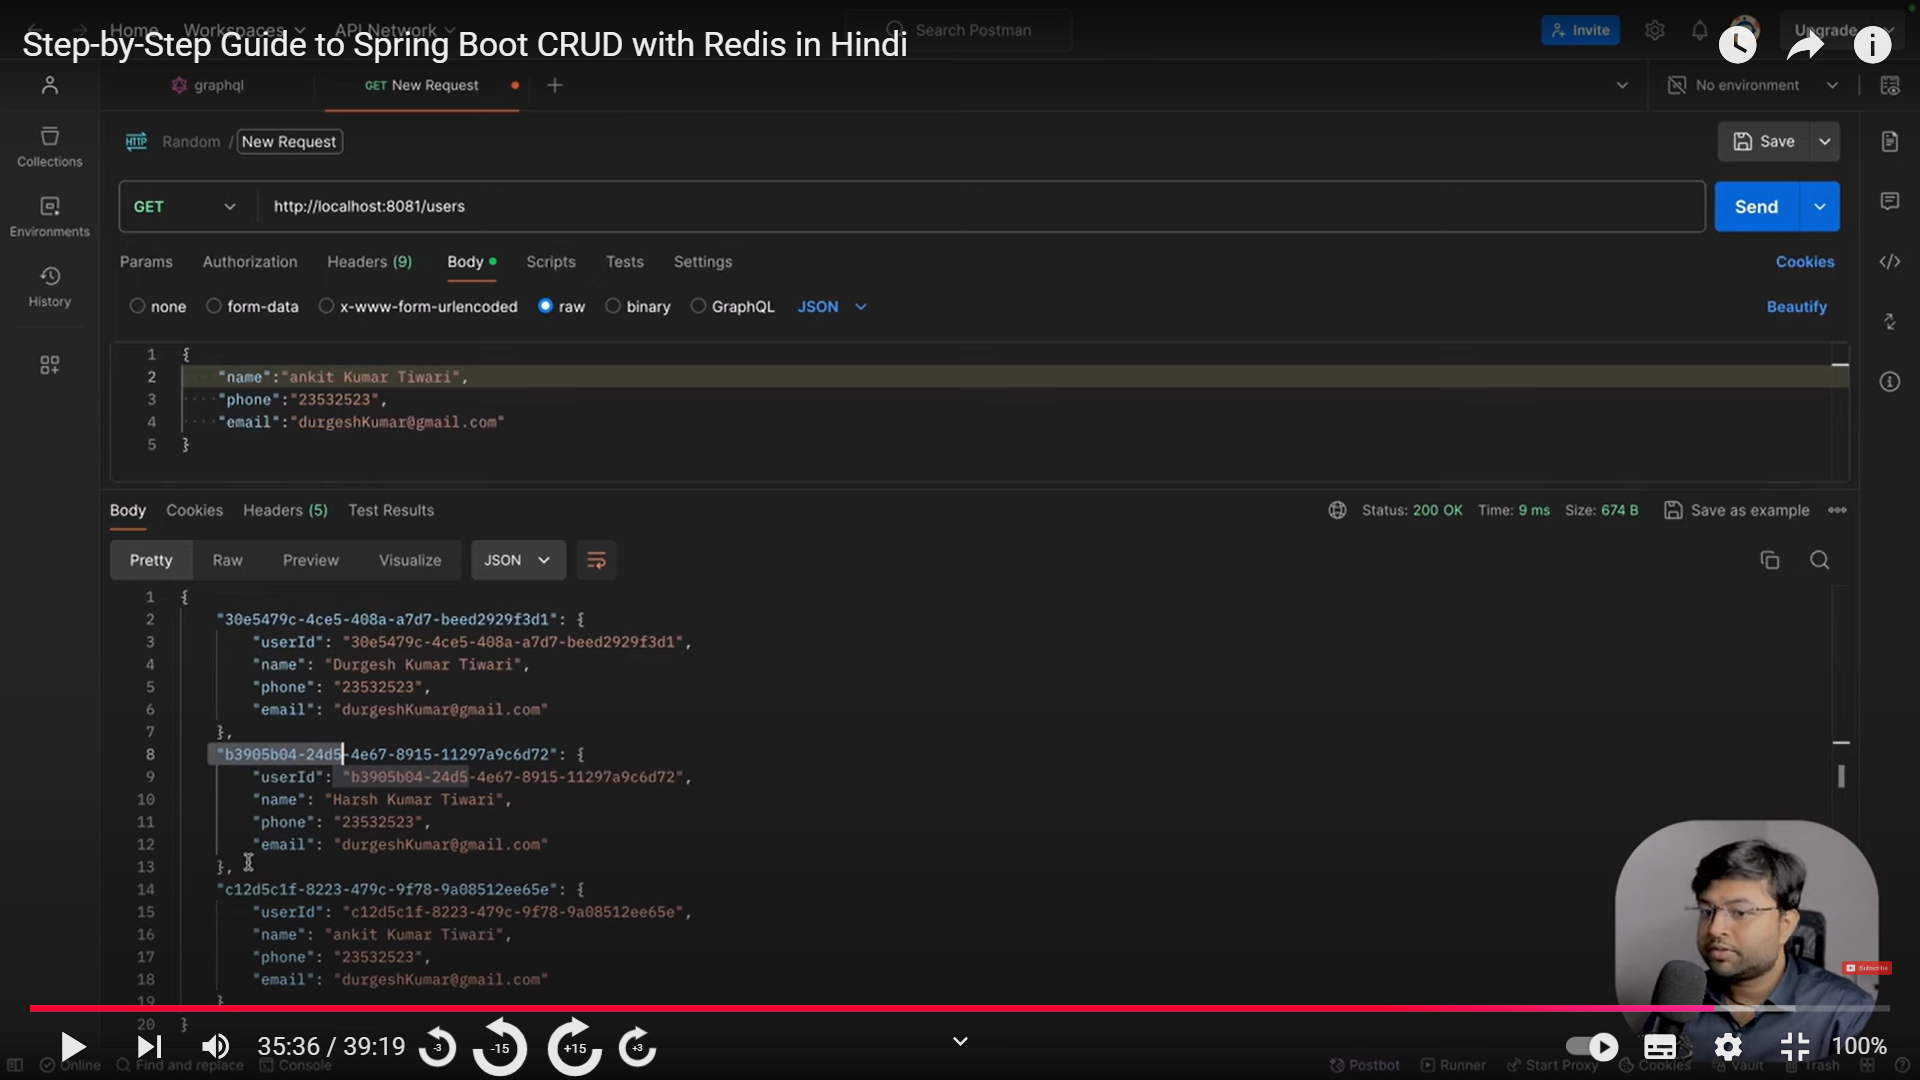 Home Workspaces API Network Search Postman Invite Upgrade
Step-by-Step Guide to Spring Boot CRUD with Redis in Hindi
graphql GET New Request No environment
HTTP Random / New Request Save
Collections
GET http://localhost:8081/users Send
Environments
Params Authorization Headers (9) Body Scripts Tests Settings Cookies
History
none form-data x-www-form-urlencoded raw binary GraphQL JSON Beautify
1 {
2 "name":"ankit Kumar Tiwari",
3 "phone":"23532523",
4 "email":"durgeshKumar@gmail.com"
5 }
Body Cookies Headers (5) Test Results Status: 200 OK Time: 9 ms Size: 674 B Save as example
Pretty Raw Preview Visualize JSON
1 {
2 "30e5479c-4ce5-408a-a7d7-beed2929f3d1": {
3 "userId": "30e5479c-4ce5-408a-a7d7-beed2929f3d1",
4 "name": "Durgesh Kumar Tiwari",
5 "phone": "23532523",
6 "email": "durgeshKumar@gmail.com"
7 },
8 "b3905b04-24d5-4e67-8915-11297a9c6d72": {
9 "userId": "b3905b04-24d5-4e67-8915-11297a9c6d72",
10 "name": "Harsh Kumar Tiwari",
11 "phone": "23532523",
12 "email": "durgeshKumar@gmail.com"
13 },
14 "c12d5c1f-8223-479c-9f78-9a08512ee65e": {
15 "userId": "c12d5c1f-8223-479c-9f78-9a08512ee65e",
16 "name": "ankit Kumar Tiwari",
17 "phone": "23532523",
18 "email": "durgeshKumar@gmail.com"
19 }
20 }
Subscribe
35:36 / 39:19 -3 -15 +15 +3 100%
Online Find and replace Console Postbot Runner Start Proxy Cookies Vault Trash